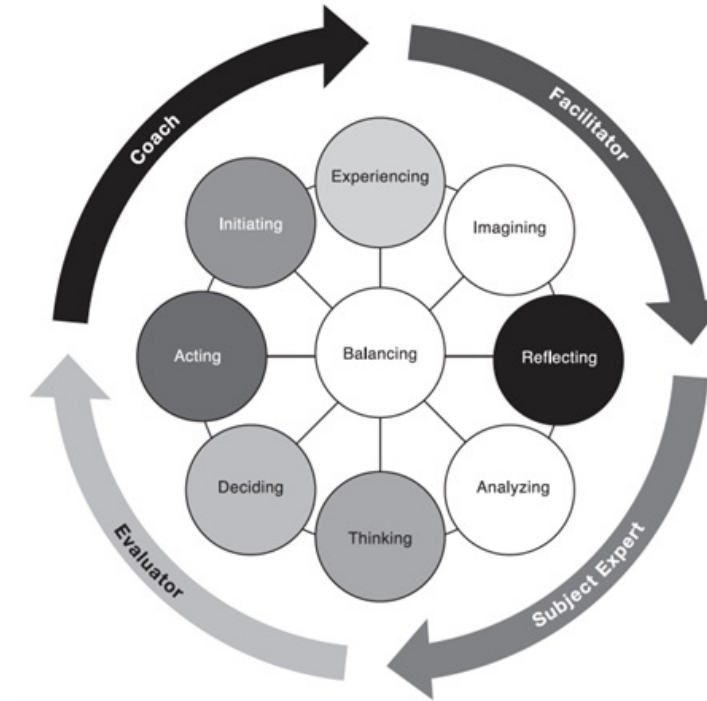 Coach
Facilitator
Experiencing
Initiating
Imagining
Acting
Balancing
Reflecting
Deciding
Analyzing
Thinking
Evaluator
Subject Expert